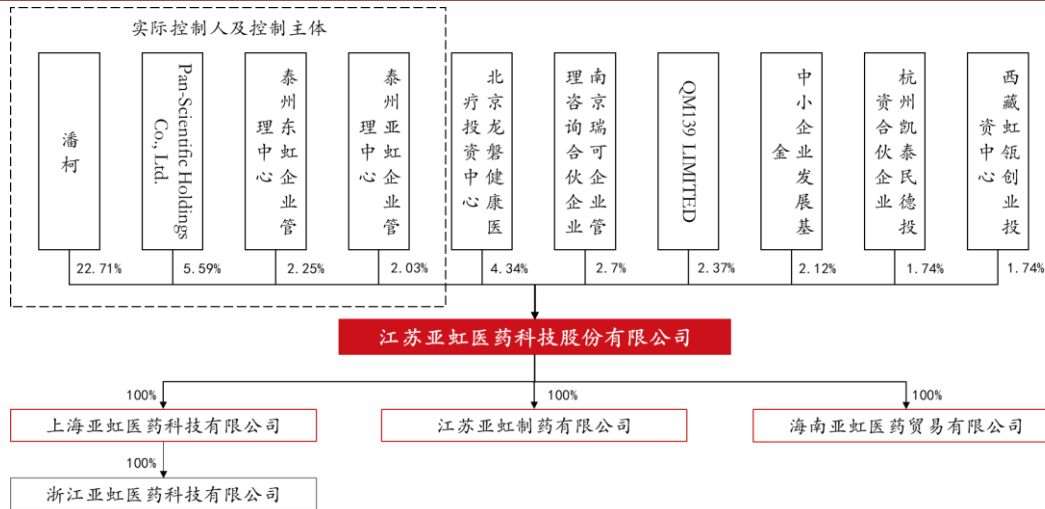 实际控制人及控制主体
潘柯
Pan-Scientific Holdings
Co., Ltd.
泰州东虹企业管
理中心
泰州亚虹企业管
理中心
北京龙磐健康医
疗投资中心
南京瑞可企业管
理咨询合伙企业
QM139 LIMITED
中小企业发展基
金
杭州凯泰民德投
资合伙企业
西藏虹瓴创业投
资中心
22.71%
5.59%
2.25%
2.03%
4.34%
2.7%
2.37%
2.12%
1.74%
1.74%
江苏亚虹医药科技股份有限公司
100%
100%
100%
上海亚虹医药科技有限公司
江苏亚虹制药有限公司
海南亚虹医药贸易有限公司
100%
浙江亚虹医药科技有限公司